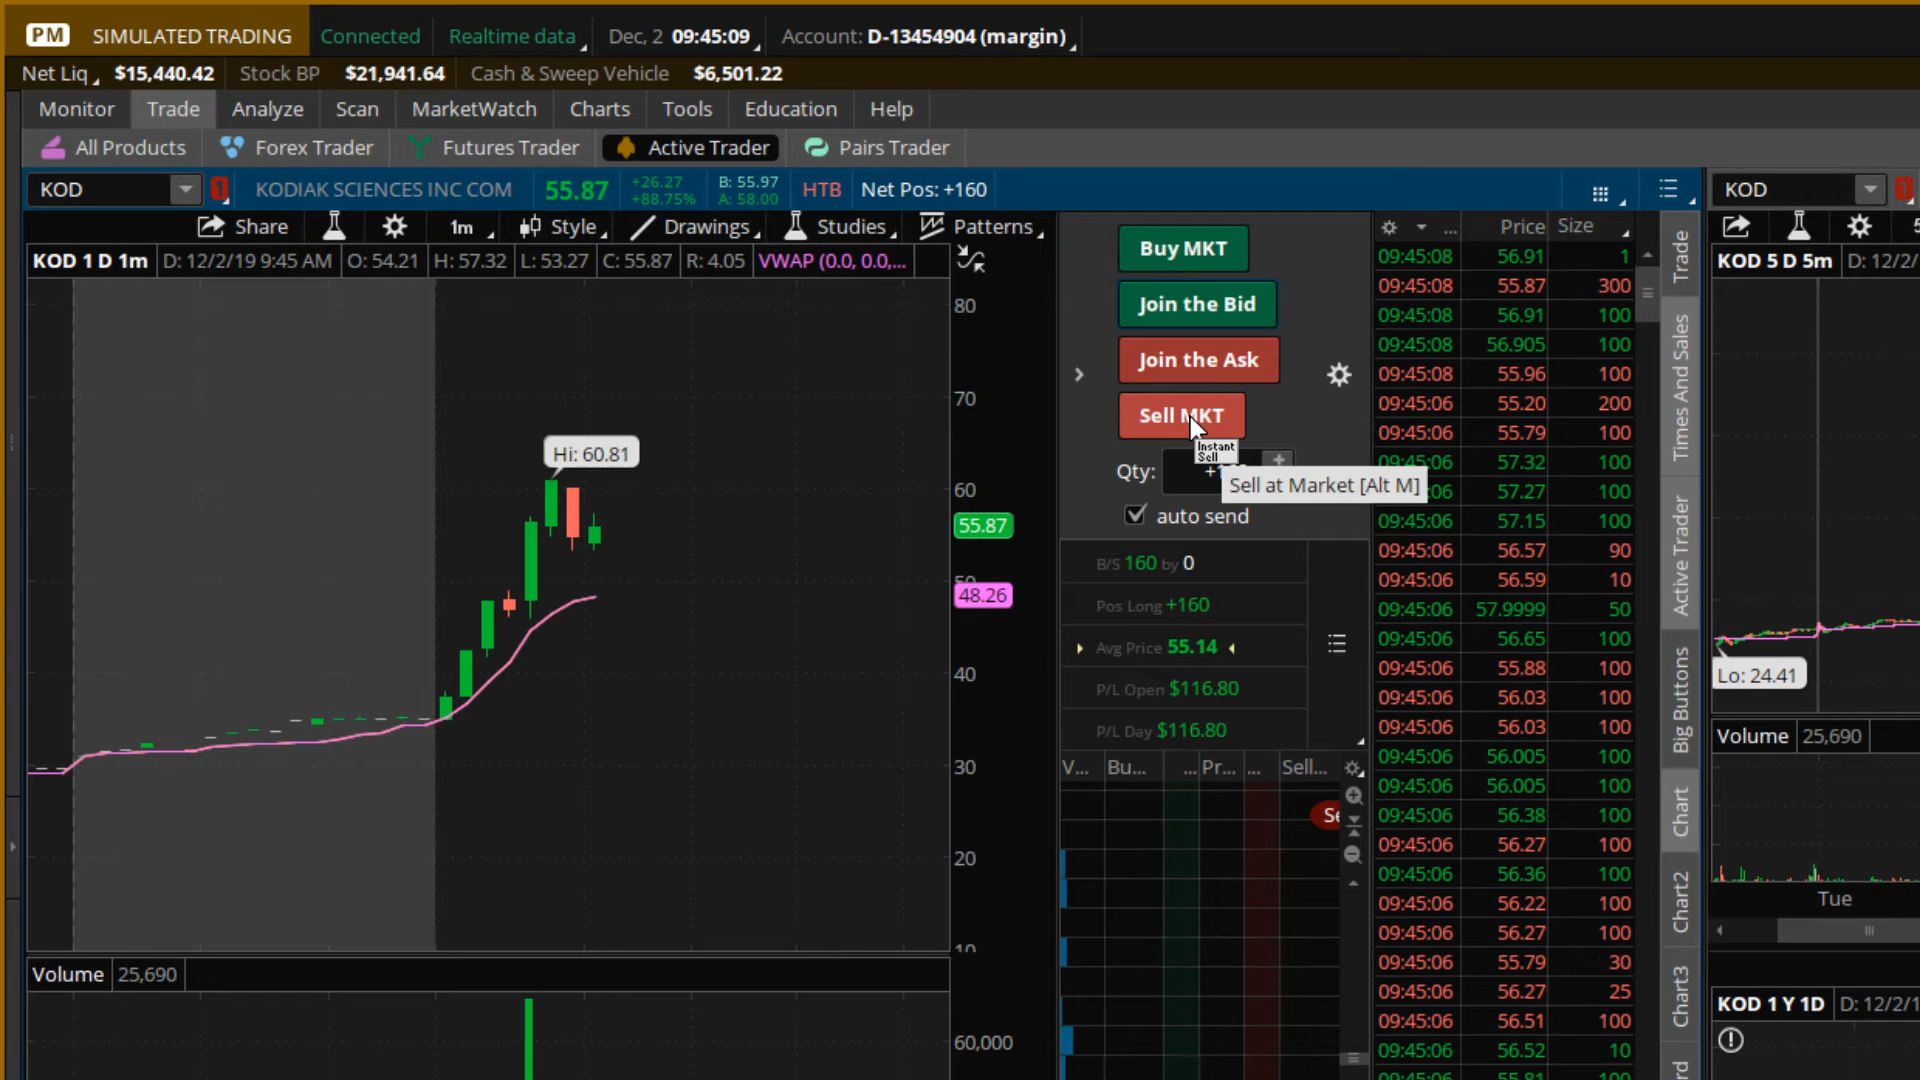 PM SIMULATED TRADING Connected Realtime data Dec, 2 09:45:09 Account: D-13454904 (margin)
Net Liq $15,440.42 Stock BP $21,941.64 Cash & Sweep Vehicle $6,501.22
Monitor Trade Analyze Scan MarketWatch Charts Tools Education Help
All Products Forex Trader Futures Trader Active Trader Pairs Trader
KOD 1 KODIAK SCIENCES INC COM 55.87 +26.27 +88.75% B: 55.97 A: 58.00 HTB Net Pos: +160
Share 1m Style Drawings Studies Patterns
KOD 1 D 1m D: 12/2/19 9:45 AM O: 54.21 H: 57.32 L: 53.27 C: 55.87 R: 4.05 VWAP (0.0, 0.0,...
80
70
Hi: 60.81
60
55.87
48.26
40
30
20
10
Volume 25,690
60,000
Buy MKT
Join the Bid
Join the Ask
Sell MKT
Instant
Sell
Qty:
Sell at Market [Alt M]
auto send
B/S 160 by 0
Pos Long +160
Avg Price 55.14
P/L Open $116.80
P/L Day $116.80
V... Bu... ... Pr... ... Sell...
... Price Size
09:45:08 56.91 1
09:45:08 55.87 300
09:45:08 56.91 100
09:45:08 56.905 100
09:45:08 55.96 100
09:45:06 55.20 200
09:45:06 55.79 100
09:45:06 57.32 100
45:06 57.27 100
09:45:06 57.15 100
09:45:06 56.57 90
09:45:06 56.59 10
09:45:06 57.9999 50
09:45:06 56.65 100
09:45:06 55.88 100
09:45:06 56.03 100
09:45:06 56.03 100
09:45:06 56.005 100
09:45:06 56.005 100
09:45:06 56.38 100
09:45:06 56.27 100
09:45:06 56.36 100
09:45:06 56.22 100
09:45:06 56.27 100
09:45:06 55.79 30
09:45:06 56.27 25
09:45:06 56.51 100
09:45:06 56.52 10
09:45:06 55.81 100
Trade
Times And Sales
Active Trader
Big Buttons
Chart
Chart2
Chart3
KOD 1
KOD 5 D 5m D: 12/2/
Lo: 24.41
Volume 25,690
Tue
KOD 1 Y 1D D: 12/2/1